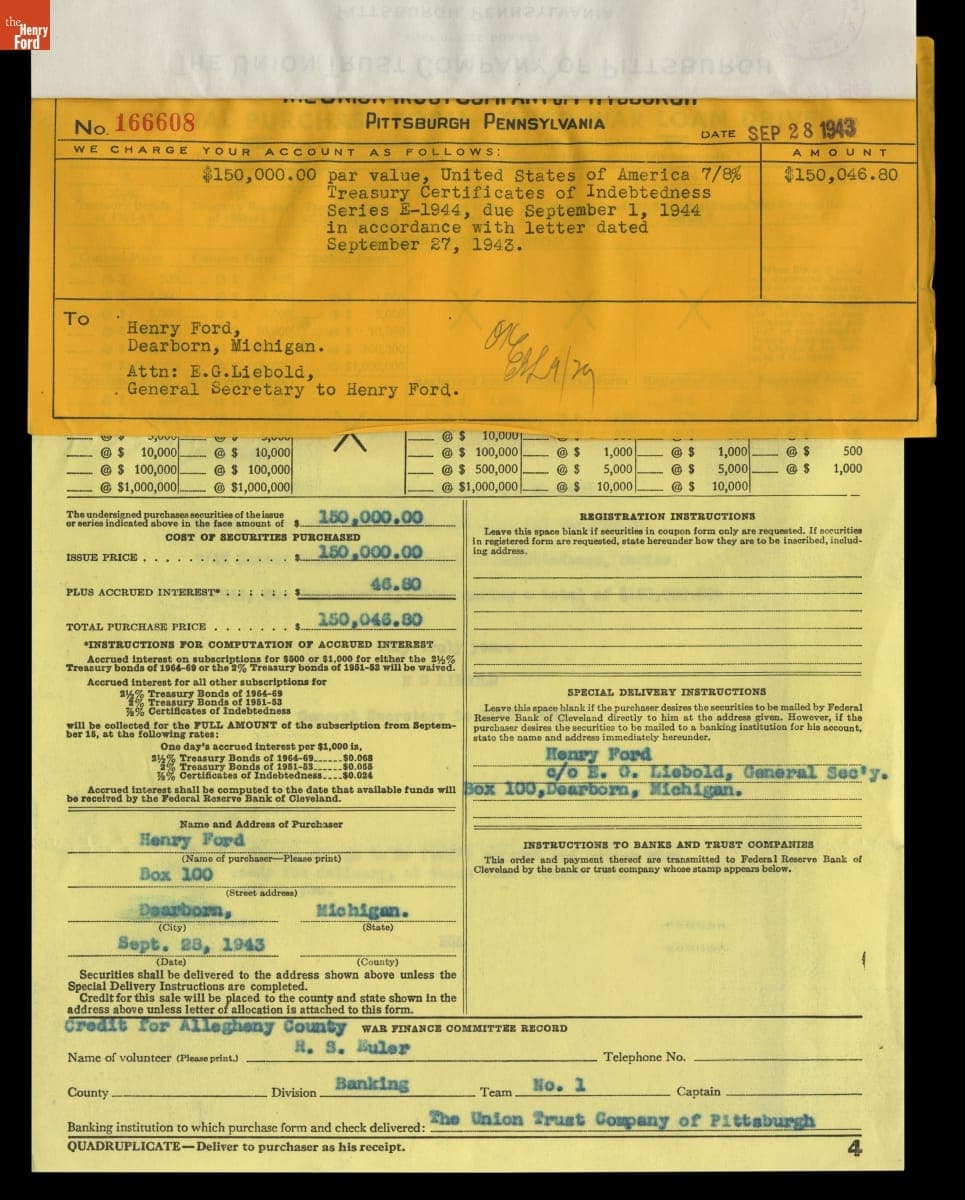 the
Henry
Ford
PITTSBURGH PENNSYLVANIA
THE UNION TRUST COMPANY OF PITTSBURGH
THE UNION TRUST COMPANY OF PITTSBURGH
No. 166608
PITTSBURGH PENNSYLVANIA
DATE SEP 28 1943
WE CHARGE YOUR ACCOUNT AS FOLLOWS:
AMOUNT
$150,000.00 par value, United States of America 7/8% $150,046.80
Treasury Certificates of Indebtedness
Series E-1944, due September 1, 1944
in accordance with letter dated
September 27, 1943.
To
Henry Ford,
Dearborn, Michigan.
Attn: E.G.Liebold,
General Secretary to Henry Ford.
OK
@ $ 5,000 @ $ 5,000 @ $ 10,000
@ $ 10,000 @ $ 10,000 @ $ 100,000 @ $ 1,000 @ $ 1,000 @ $ 500
@ $ 100,000 @ $ 100,000 @ $ 500,000 @ $ 5,000 @ $ 5,000 @ $ 1,000
@ $1,000,000 @ $1,000,000 @ $1,000,000 @ $ 10,000 @ $ 10,000
The undersigned purchases securities of the issue
or series indicated above in the face amount of $ 150,000.00
COST OF SECURITIES PURCHASED
ISSUE PRICE . . . . . . . . . . . . $ 150,000.00
PLUS ACCRUED INTEREST* . . . . . . $ 46.80
TOTAL PURCHASE PRICE . . . . . . . $ 150,046.80
*INSTRUCTIONS FOR COMPUTATION OF ACCRUED INTEREST
Accrued interest on subscriptions for $500 or $1,000 for either the 2½%
Treasury bonds of 1964-69 or the 2% Treasury bonds of 1951-53 will be waived.
Accrued interest for all other subscriptions for
2½% Treasury Bonds of 1964-69
2% Treasury Bonds of 1951-53
⅞% Certificates of Indebtedness
will be collected for the FULL AMOUNT of the subscription from Septem-
ber 15, at the following rates:
One day's accrued interest per $1,000 is,
2½% Treasury Bonds of 1964-69......$0.068
2% Treasury Bonds of 1951-53......$0.055
⅞% Certificates of Indebtedness....$0.024
Accrued interest shall be computed to the date that available funds will
be received by the Federal Reserve Bank of Cleveland.
Name and Address of Purchaser
Henry Ford
(Name of purchaser—Please print)
Box 100
(Street address)
Dearborn, Michigan.
(City) (State)
Sept. 28, 1943
(Date) (County)
Securities shall be delivered to the address shown above unless the
Special Delivery Instructions are completed.
Credit for this sale will be placed to the county and state shown in the
address above unless letter of allocation is attached to this form.
REGISTRATION INSTRUCTIONS
Leave this space blank if securities in coupon form only are requested. If securities
in registered form are requested, state hereunder how they are to be inscribed, includ-
ing address.
SPECIAL DELIVERY INSTRUCTIONS
Leave this space blank if the purchaser desires the securities to be mailed by Federal
Reserve Bank of Cleveland directly to him at the address given. However, if the
purchaser desires the securities to be mailed to a banking institution for his account,
state the name and address immediately hereunder.
Henry Ford
c/o E. G. Liebold, General Sec'y.
Box 100,Dearborn, Michigan.
INSTRUCTIONS TO BANKS AND TRUST COMPANIES
This order and payment thereof are transmitted to Federal Reserve Bank of
Cleveland by the bank or trust company whose stamp appears below.
Credit for Allegheny County WAR FINANCE COMMITTEE RECORD
Name of volunteer (Please print.) H. S. Euler Telephone No.
County Division Banking Team No. 1 Captain
Banking institution to which purchase form and check delivered: The Union Trust Company of Pittsburgh
QUADRUPLICATE—Deliver to purchaser as his receipt. 4